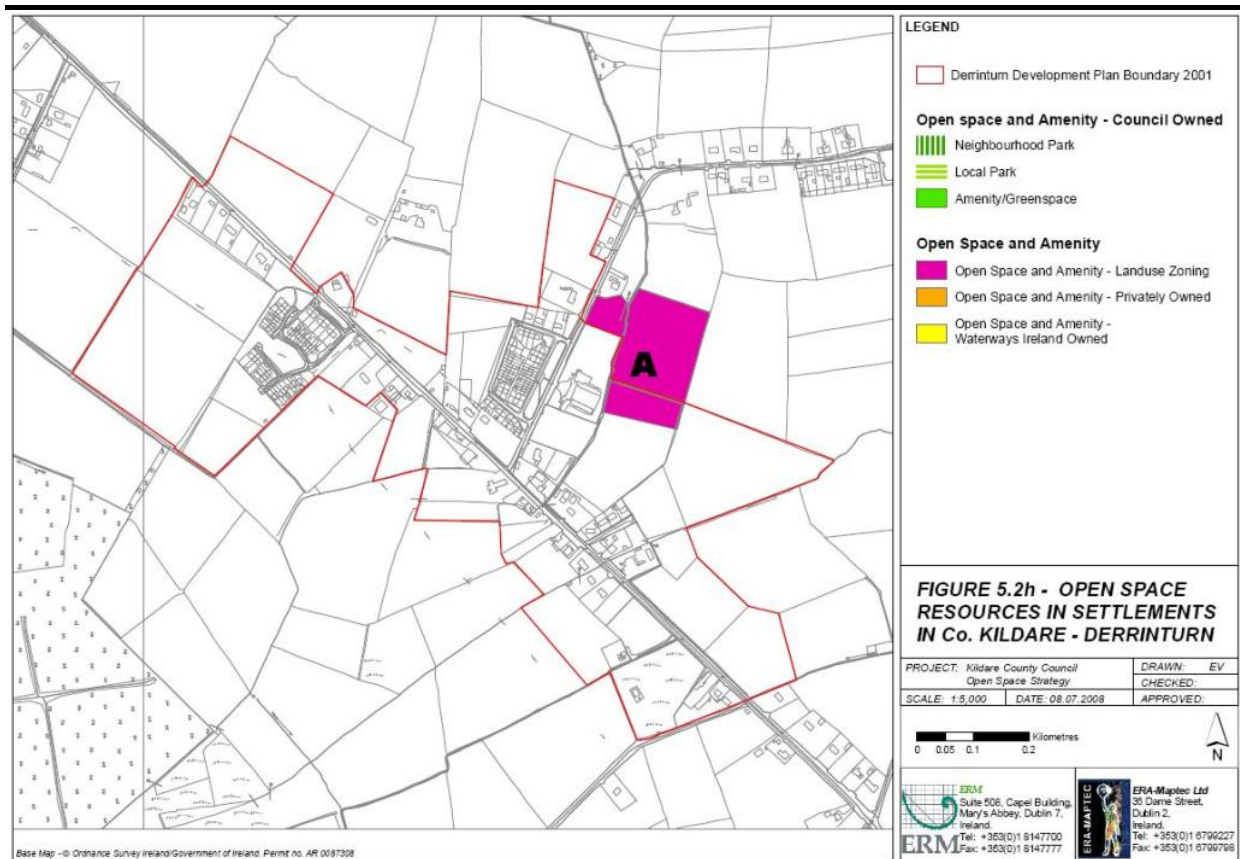 LEGEND
Derrinturn Development Plan Boundary 2001
Open space and Amenity - Council Owned
Neighbourhood Park
Local Park
Amenity/Greenspace
Open Space and Amenity
Open Space and Amenity - Landuse Zoning
Open Space and Amenity - Privately Owned
Open Space and Amenity -
Waterways Ireland Owned
A
FIGURE 5.2h - OPEN SPACE
RESOURCES IN SETTLEMENTS
IN Co. KILDARE - DERRINTURN
PROJECT: Kildare County Council
Open Space Strategy
DRAWN: EV
CHECKED:
SCALE: 1:5,000
DATE: 08.07.2008
APPROVED:
Kilometres
0 0.05 0.1 0.2
N
ERM
ERM
Suite 508, Capel Building,
Mary's Abbey, Dublin 7,
Ireland.
Tel: +353(0)1 8147700
Fax: +353(0)1 8147777
ERA-MAPTEC
ERA-Maptec Ltd
36 Dame Street,
Dublin 2,
Ireland.
Tel: +353(0)1 6799227
Fax: +353(0)1 6799798
Base Map - © Ordnance Survey Ireland/Government of Ireland. Permit no. AR 0087308